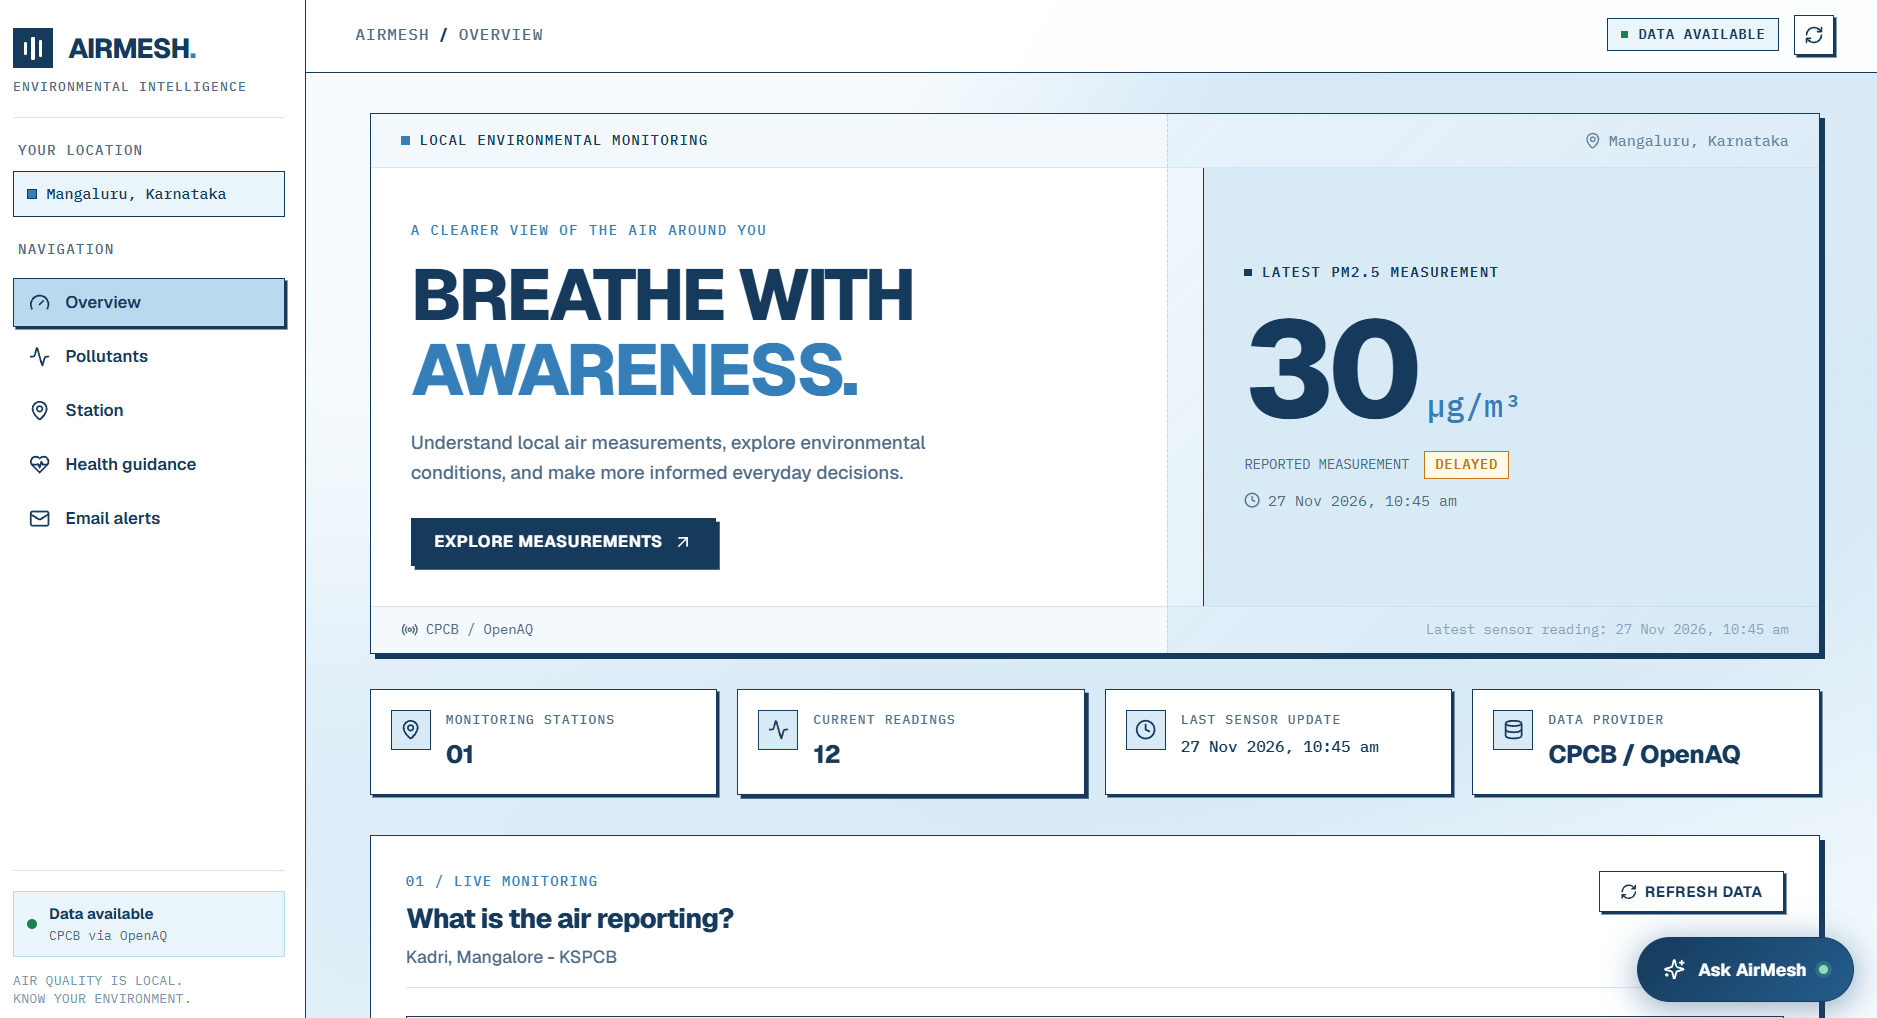 AIRMESH.
ENVIRONMENTAL INTELLIGENCE
YOUR LOCATION
Mangaluru, Karnataka
NAVIGATION
Overview
Pollutants
Station
Health guidance
Email alerts
Data available
CPCB via OpenAQ
AIR QUALITY IS LOCAL.
KNOW YOUR ENVIRONMENT.
AIRMESH / OVERVIEW
DATA AVAILABLE
LOCAL ENVIRONMENTAL MONITORING
Mangaluru, Karnataka
A CLEARER VIEW OF THE AIR AROUND YOU
BREATHE WITH
AWARENESS.
Understand local air measurements, explore environmental
conditions, and make more informed everyday decisions.
EXPLORE MEASUREMENTS
LATEST PM2.5 MEASUREMENT
30 µg/m³
REPORTED MEASUREMENT DELAYED
27 Nov 2026, 10:45 am
CPCB / OpenAQ
Latest sensor reading: 27 Nov 2026, 10:45 am
MONITORING STATIONS
01
CURRENT READINGS
12
LAST SENSOR UPDATE
27 Nov 2026, 10:45 am
DATA PROVIDER
CPCB / OpenAQ
01 / LIVE MONITORING
What is the air reporting?
Kadri, Mangalore - KSPCB
REFRESH DATA
Ask AirMesh